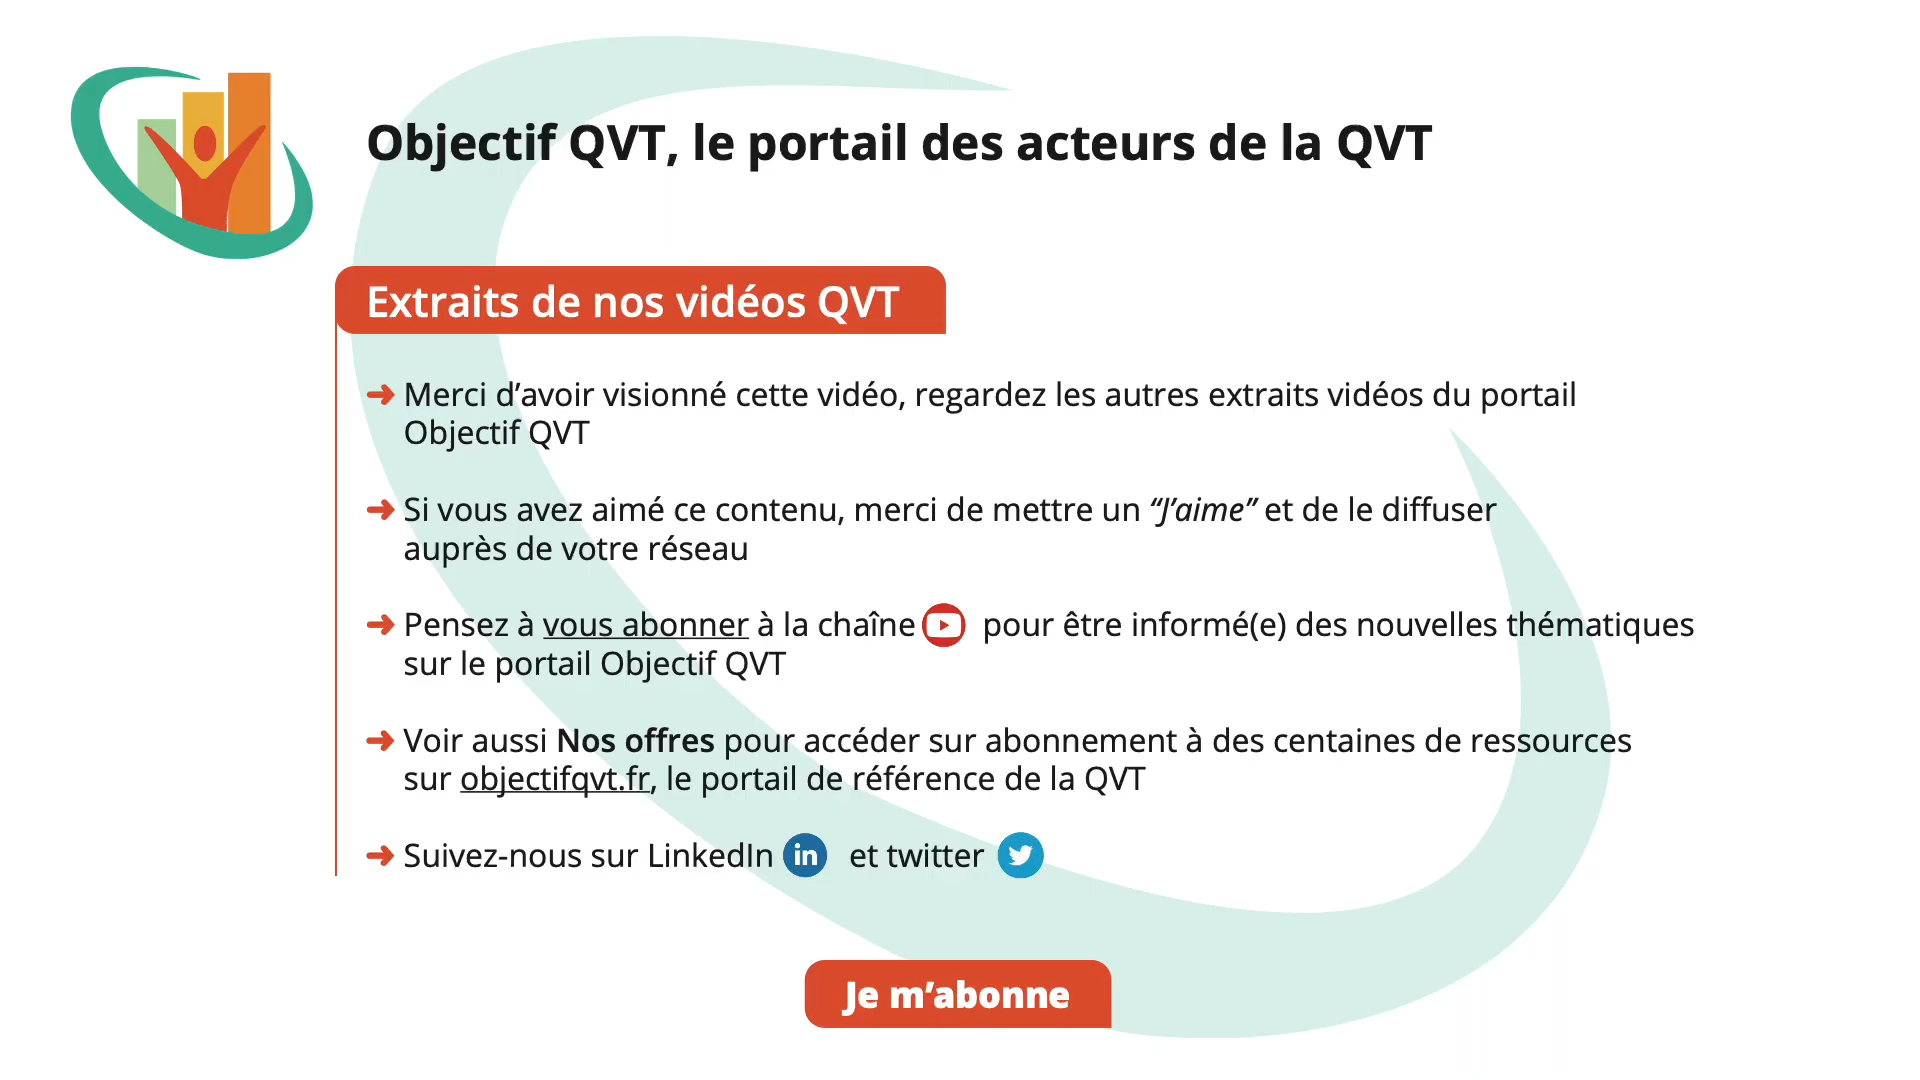 Objectif QVT, le portail des acteurs de la QVT
Extraits de nos vidéos QVT
➜ Merci d’avoir visionné cette vidéo, regardez les autres extraits vidéos du portail
Objectif QVT
➜ Si vous avez aimé ce contenu, merci de mettre un “J’aime” et de le diffuser
auprès de votre réseau
➜ Pensez à vous abonner à la chaîne pour être informé(e) des nouvelles thématiques
sur le portail Objectif QVT
➜ Voir aussi Nos offres pour accéder sur abonnement à des centaines de ressources
sur objectifqvt.fr, le portail de référence de la QVT
➜ Suivez-nous sur LinkedIn in et twitter
Je m’abonne